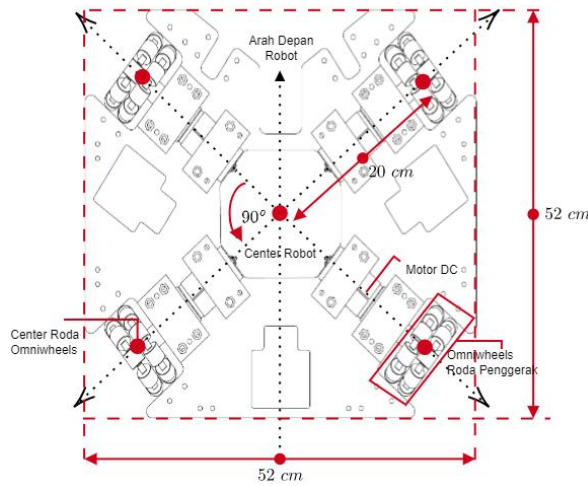 Arah Depan
Robot
20 cm
52 cm
90°
Center Robot
Motor DC
Center Roda
Omniwheels
Omniwheels
Roda Penggerak
52 cm